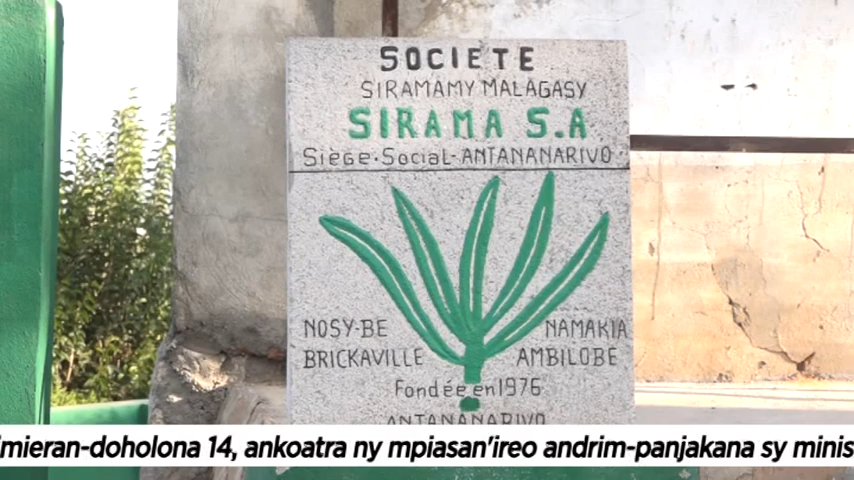 SOCIETE
SIRAMAMY MALAGASY
SIRAMA S.A
Siège-Social-ANTANANARIVO
NOSY-BE
NAMAKIA
BRICKAVILLE
AMBILOBE
Fondée en 1976
ANTANANARIVO
mieran-doholona 14, ankoatra ny mpiasan'ireo andrim-panjakana sy minis